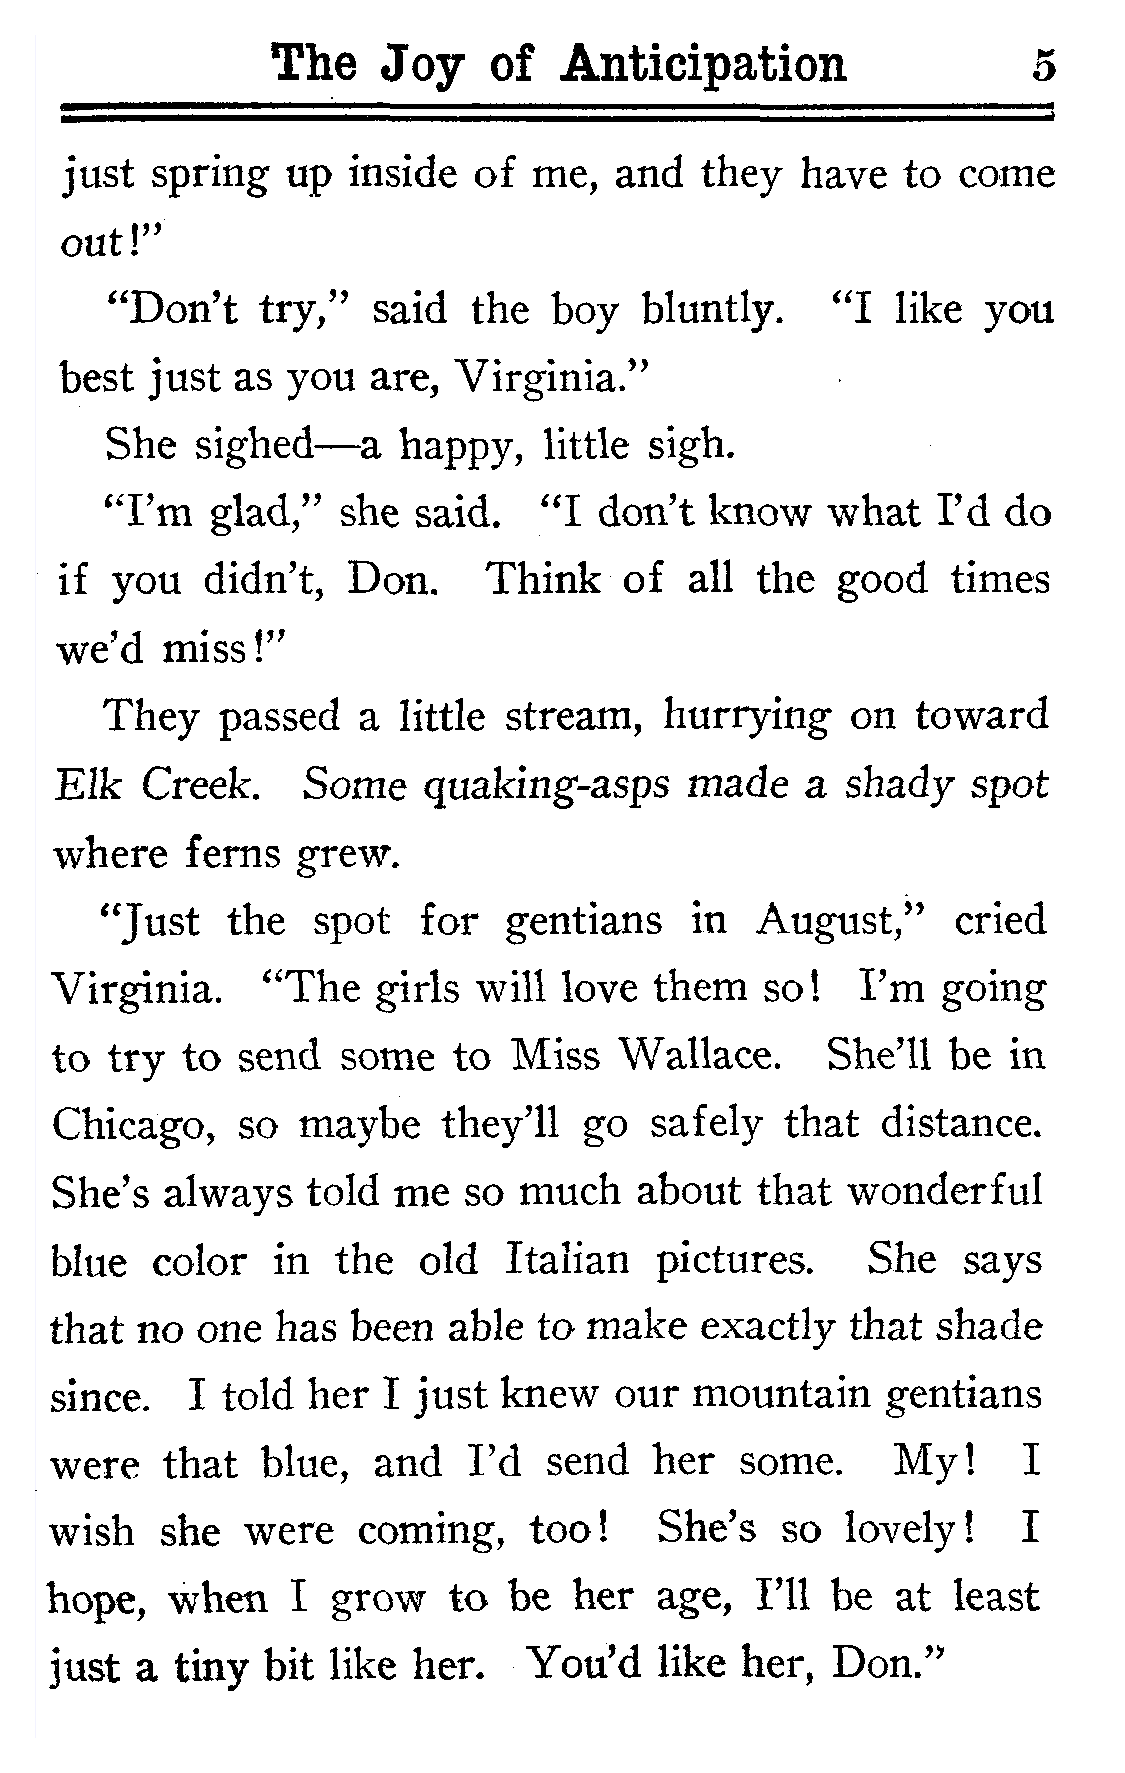 The Joy of Anticipation 5
just spring up inside of me, and they have to come
out!”
“Don’t try,” said the boy bluntly. “I like you
best just as you are, Virginia.”
She sighed—a happy, little sigh.
“I’m glad,” she said. “I don’t know what I’d do
if you didn’t, Don. Think of all the good times
we’d miss!”
They passed a little stream, hurrying on toward
Elk Creek. Some quaking-asps made a shady spot
where ferns grew.
“Just the spot for gentians in August,” cried
Virginia. “The girls will love them so! I’m going
to try to send some to Miss Wallace. She’ll be in
Chicago, so maybe they’ll go safely that distance.
She’s always told me so much about that wonderful
blue color in the old Italian pictures. She says
that no one has been able to make exactly that shade
since. I told her I just knew our mountain gentians
were that blue, and I’d send her some. My! I
wish she were coming, too! She’s so lovely! I
hope, when I grow to be her age, I’ll be at least
just a tiny bit like her. You’d like her, Don.”